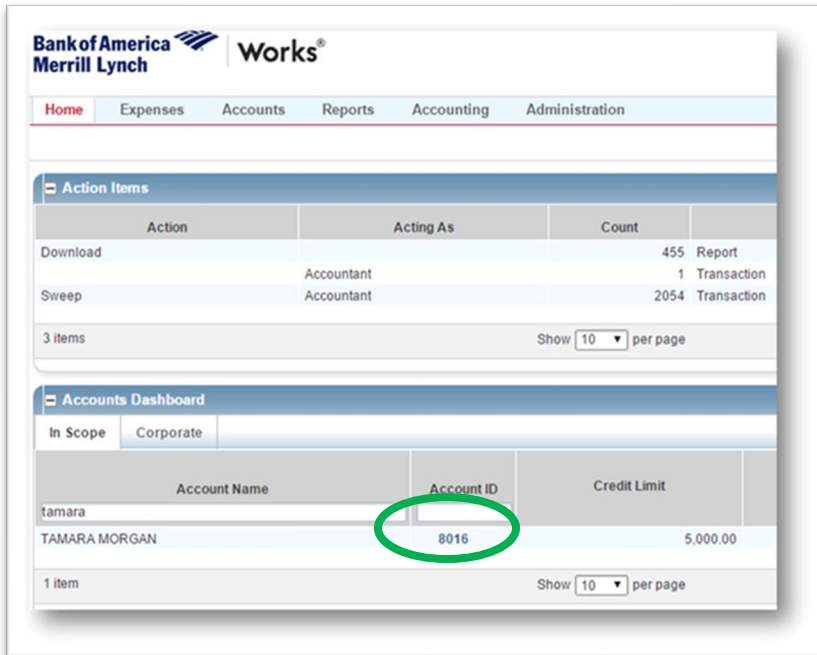 Bank of America
Merrill Lynch
Works®
Home Expenses Accounts Reports Accounting Administration
Action Items
Action Acting As Count
Download 455 Report
Accountant 1 Transaction
Sweep Accountant 2054 Transaction
3 items Show 10 per page
Accounts Dashboard
In Scope Corporate
Account Name Account ID Credit Limit
tamara
TAMARA MORGAN 8016 5,000.00
1 item Show 10 per page